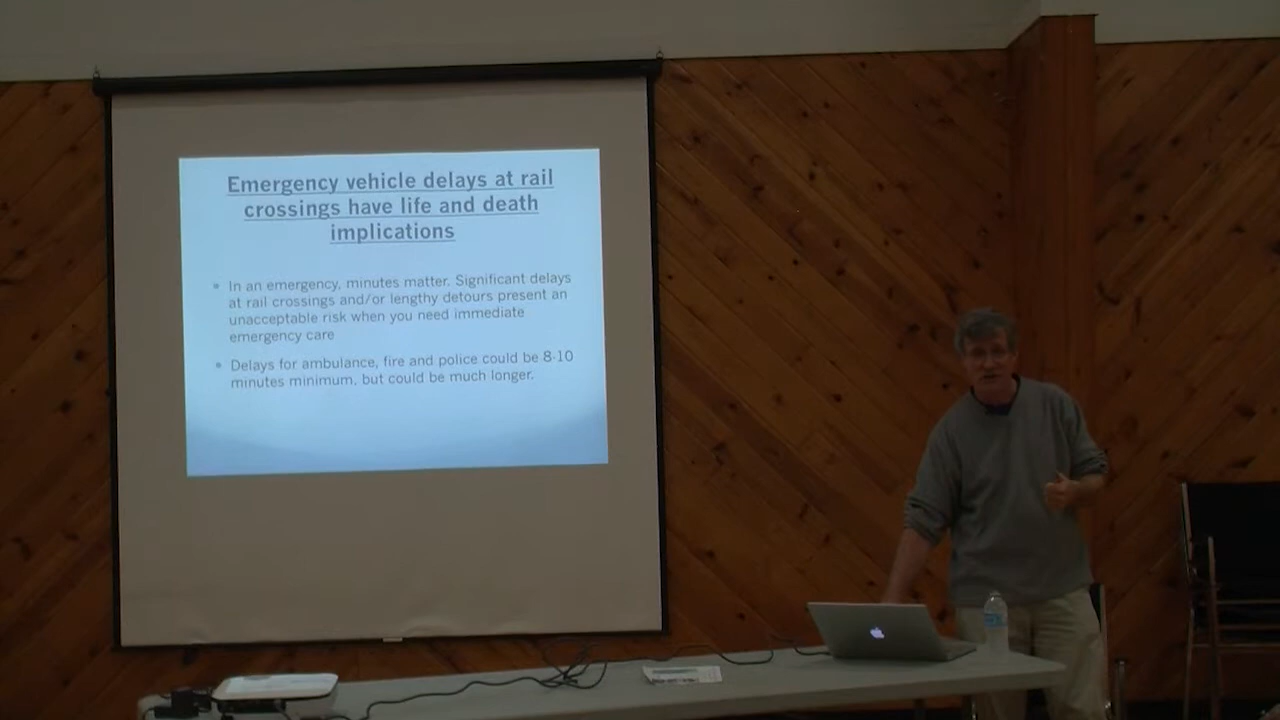 Emergency vehicle delays at rail
crossings have life and death
implications
In an emergency, minutes matter. Significant delays
at rail crossings and/or lengthy detours present an
unacceptable risk when you need immediate
emergency care
Delays for ambulance, fire and police could be 8-10
minutes minimum, but could be much longer.